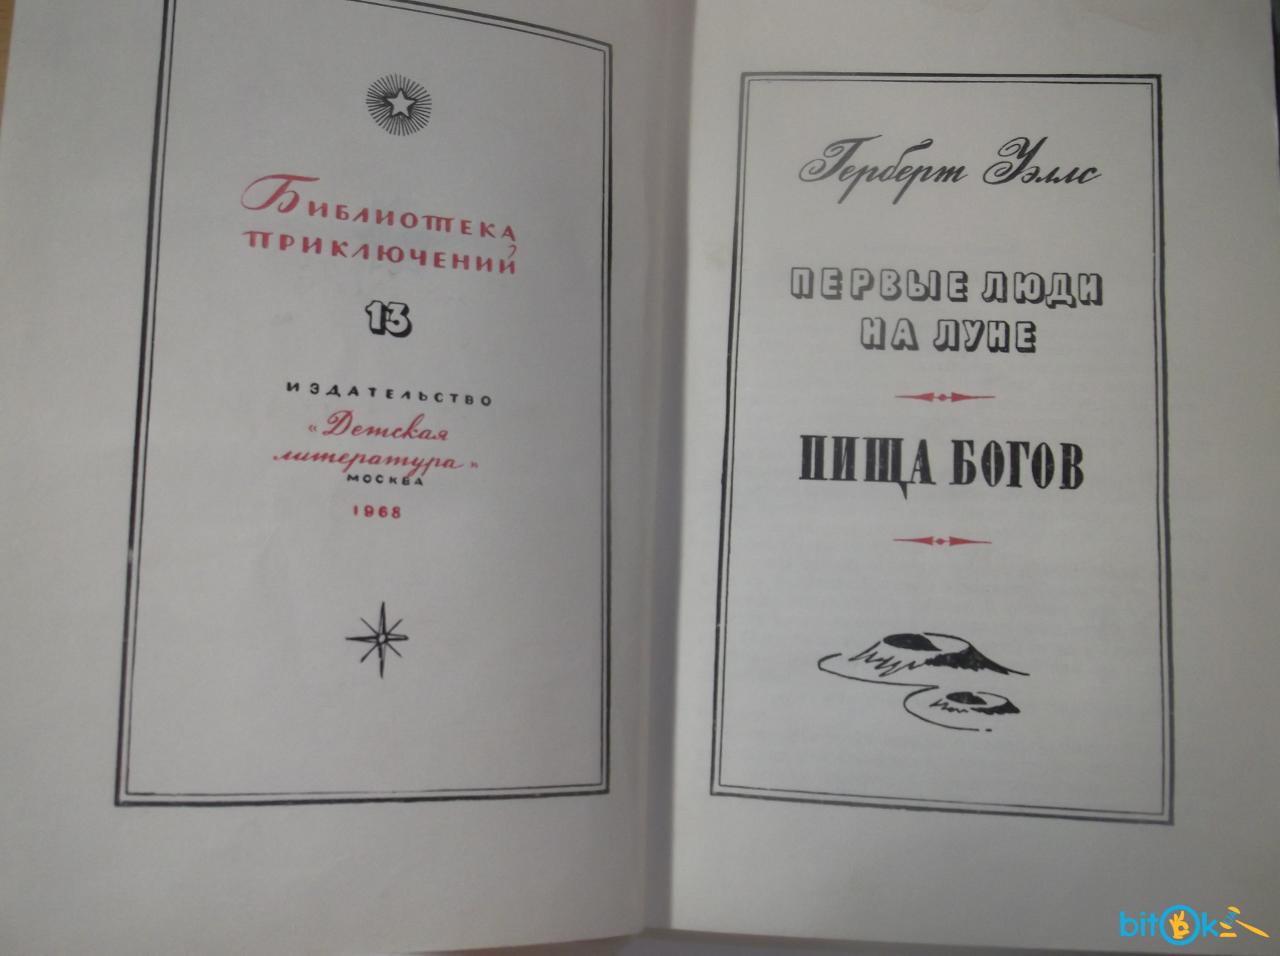 Библиотека
приключений
13
ИЗДАТЕЛЬСТВО
«Детская
литература»
МОСКВА
1968
Герберт Уэллс
ПЕРВЫЕ ЛЮДИ
НА ЛУНЕ
ПИЩА БОГОВ
bitok